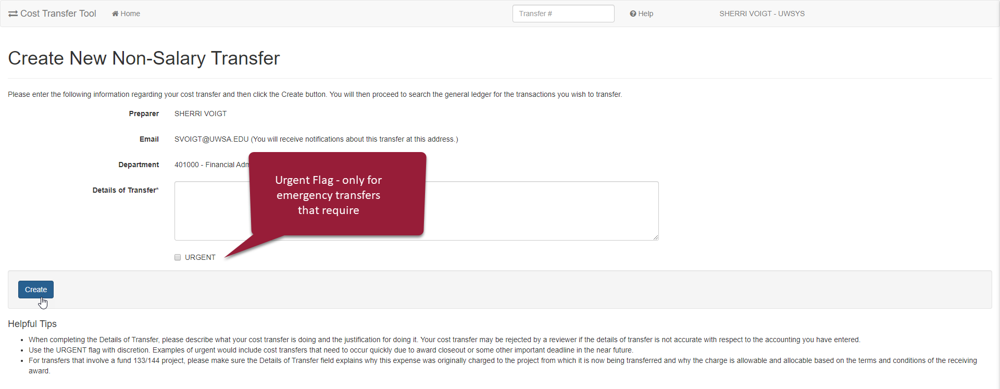 Cost Transfer Tool Home Transfer # Help SHERRI VOIGT - UWSYS
Create New Non-Salary Transfer
Please enter the following information regarding your cost transfer and then click the Create button. You will then proceed to search the general ledger for the transactions you wish to transfer.
Preparer SHERRI VOIGT
Email SVOIGT@UWSA.EDU (You will receive notifications about this transfer at this address.)
Department 401000 - Financial Adm
Details of Transfer*
Urgent Flag - only for
emergency transfers
that require
URGENT
Create
Helpful Tips
• When completing the Details of Transfer, please describe what your cost transfer is doing and the justification for doing it. Your cost transfer may be rejected by a reviewer if the details of transfer is not accurate with respect to the accounting you have entered.
• Use the URGENT flag with discretion. Examples of urgent would include cost transfers that need to occur quickly due to award closeout or some other important deadline in the near future.
• For transfers that involve a fund 133/144 project, please make sure the Details of Transfer field explains why this expense was originally charged to the project from which it is now being transferred and why the charge is allowable and allocable based on the terms and conditions of the receiving
award.